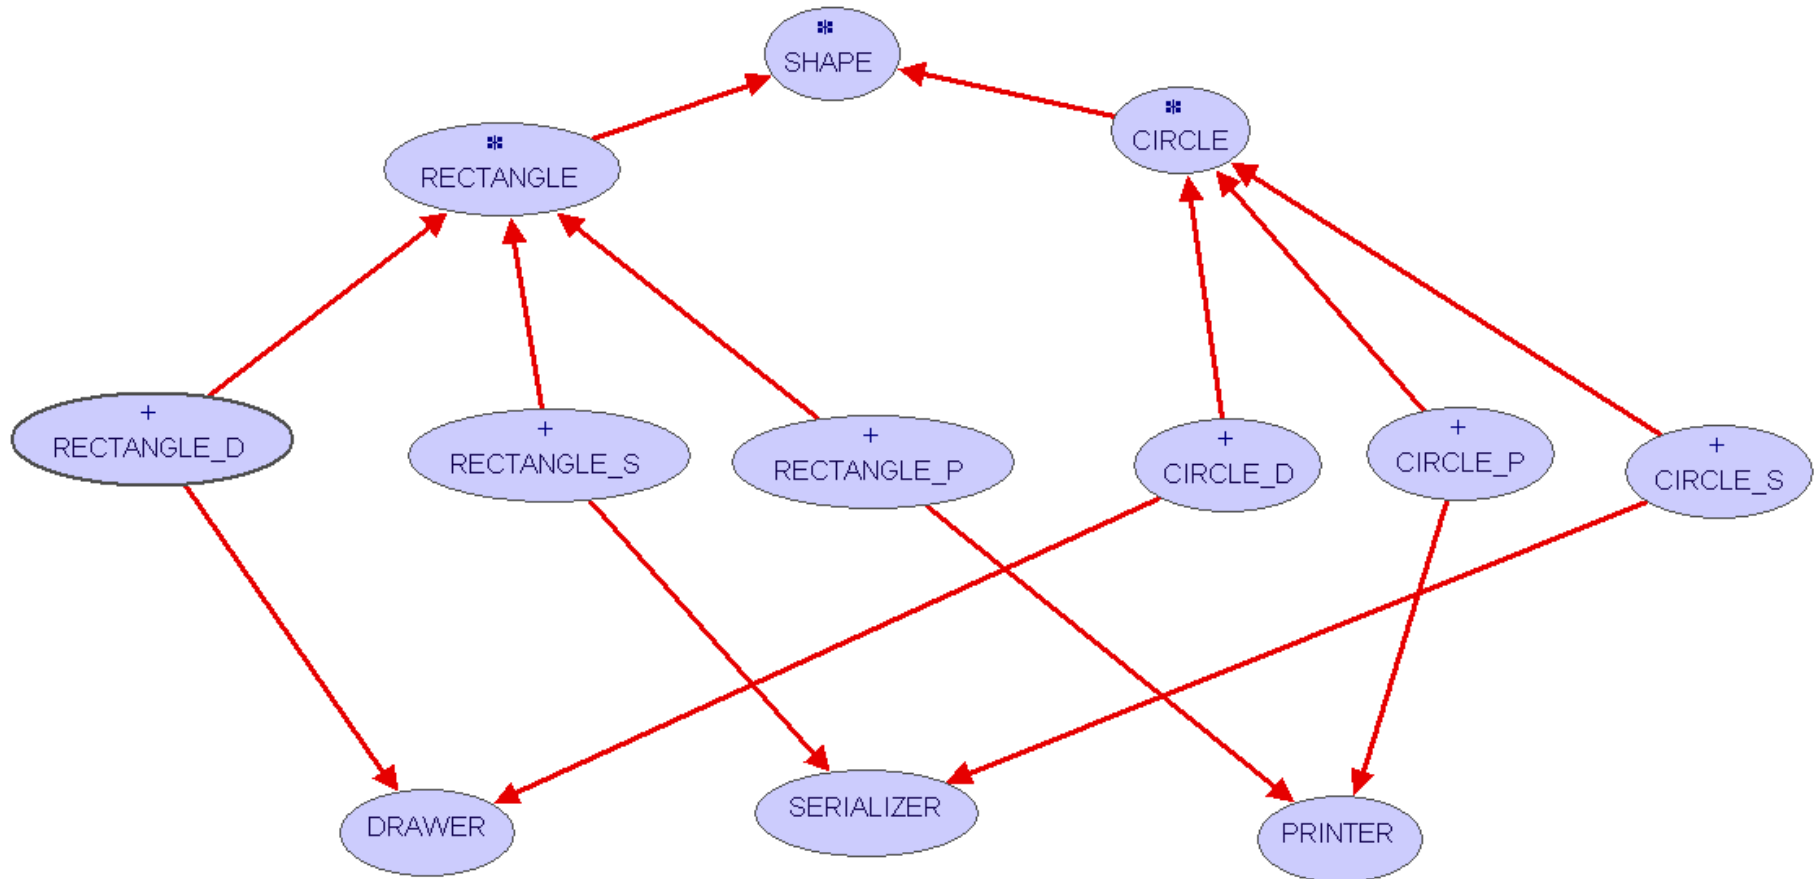 *
SHAPE
*
CIRCLE
*
RECTANGLE
+
RECTANGLE_D
+
RECTANGLE_S
+
RECTANGLE_P
+
CIRCLE_D
+
CIRCLE_P
+
CIRCLE_S
DRAWER
SERIALIZER
PRINTER